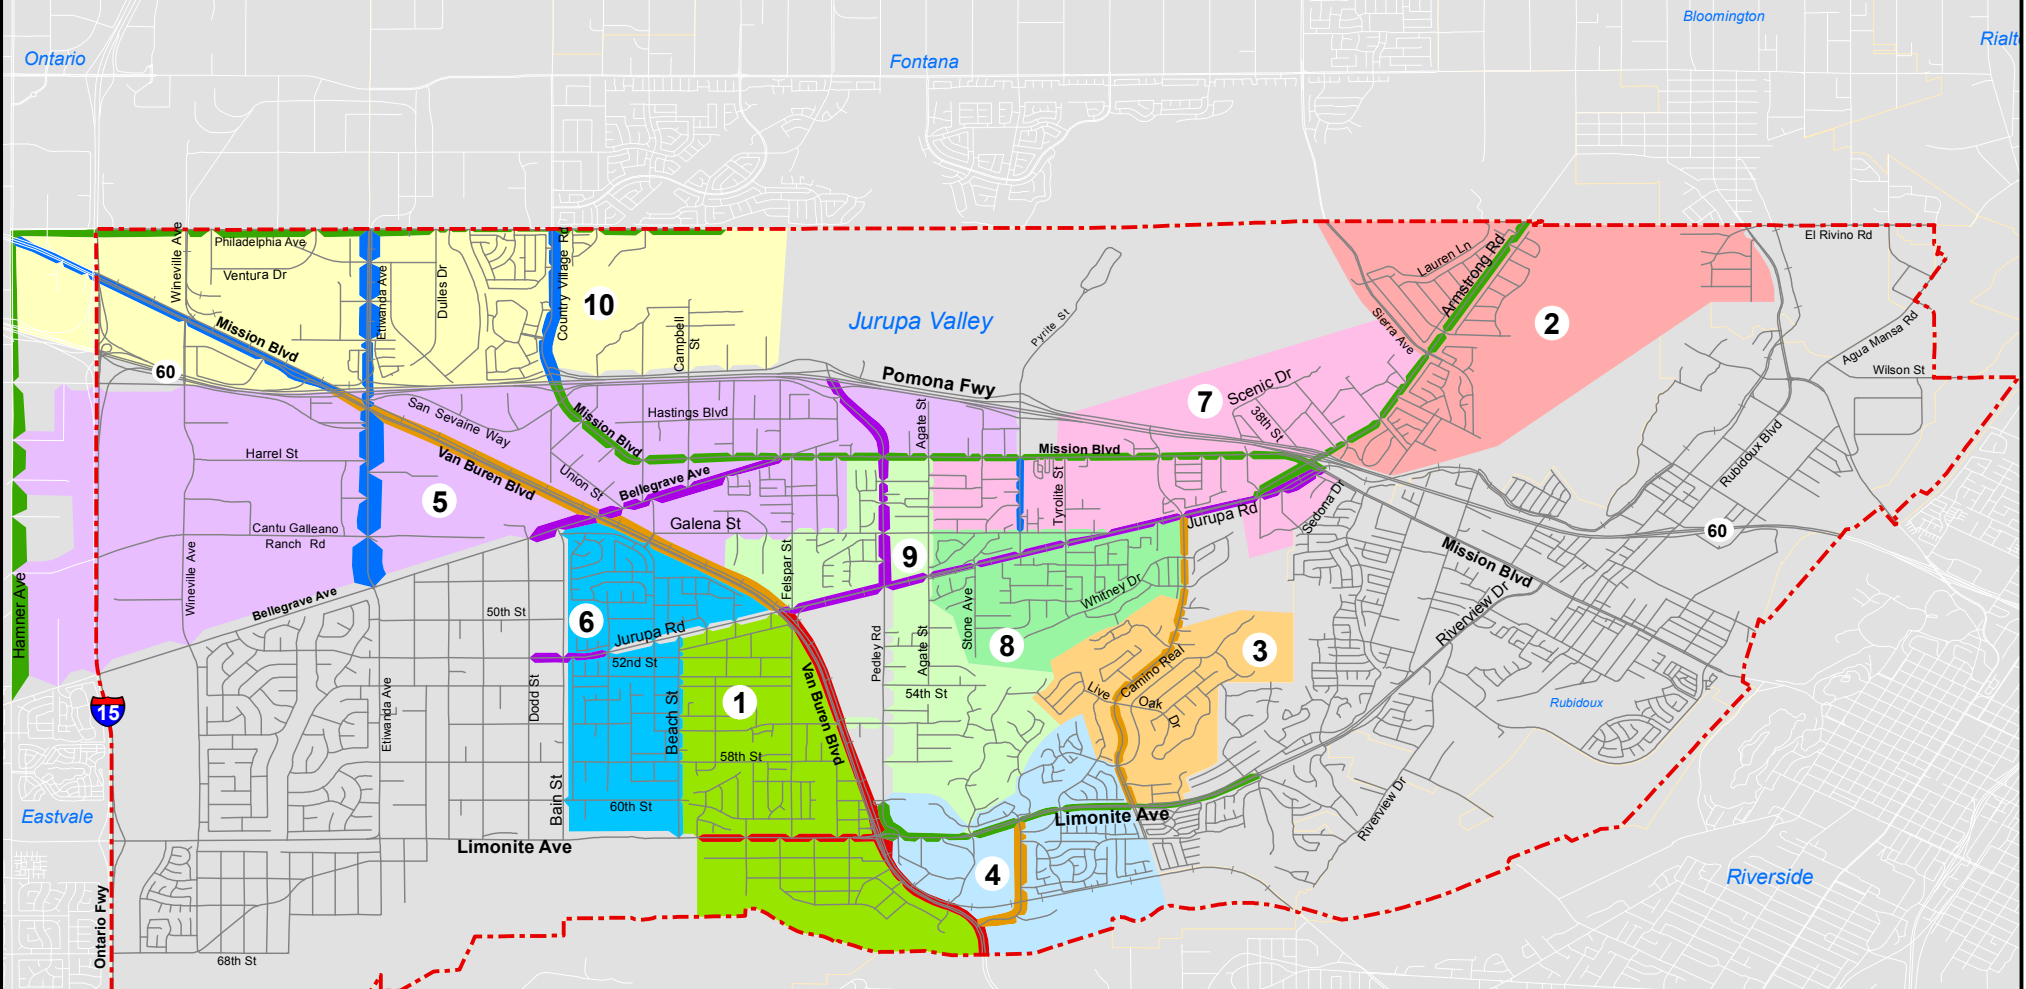 Bloomington
Ontario
Fontana
Rialt
Philadelphia Ave
Wineville Ave
Ventura Dr
Etiwanda Ave
Dulles Dr
Country Village Rd
10
Campbell
St
Jurupa Valley
Pyrite St
Lauren Ln
Armstrong Rd
Sierra Ave
2
El Rivino Rd
Agua Mansa Rd
Wilson St
Mission Blvd
60
Pomona Fwy
7
Scenic Dr
38th St
San Sevaine Way
Hastings Blvd
Mission Blvd
Agate St
Mission Blvd
Harrel St
Van Buren Blvd
Union St
Bellegrave Ave
Tyrolite St
Rubidoux Blvd
5
Cantu Galleano
Ranch Rd
Galena St
Jurupa Rd
Sedona Dr
60
Mission Blvd
Wineville Ave
Hamner Ave
Bellegrave Ave
50th St
6
Jurupa Rd
52nd St
Felspar St
9
Whitney Dr
Stone Ave
8
Riverview Dr
Pedley Rd
Agate St
54th St
3
Camino Real
Live
Oak
Dr
15
Etiwanda Ave
Dodd St
Beach St
1
Van Buren Blvd
58th St
Rubidoux
Eastvale
Bain St
60th St
Limonite Ave
Limonite Ave
Riverview Dr
4
Riverside
Ontario Fwy
68th St